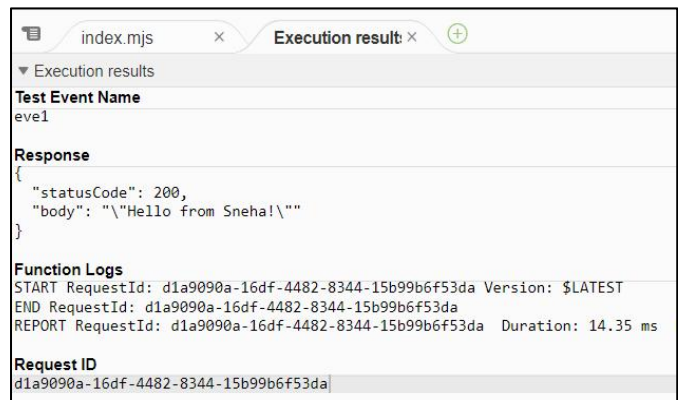 index.mjs × Execution result: ×
Execution results
Test Event Name
eve1
Response
{
"statusCode": 200,
"body": "\"Hello from Sneha!\""
}
Function Logs
START RequestId: d1a9090a-16df-4482-8344-15b99b6f53da Version: $LATEST
END RequestId: d1a9090a-16df-4482-8344-15b99b6f53da
REPORT RequestId: d1a9090a-16df-4482-8344-15b99b6f53da Duration: 14.35 ms
Request ID
d1a9090a-16df-4482-8344-15b99b6f53da